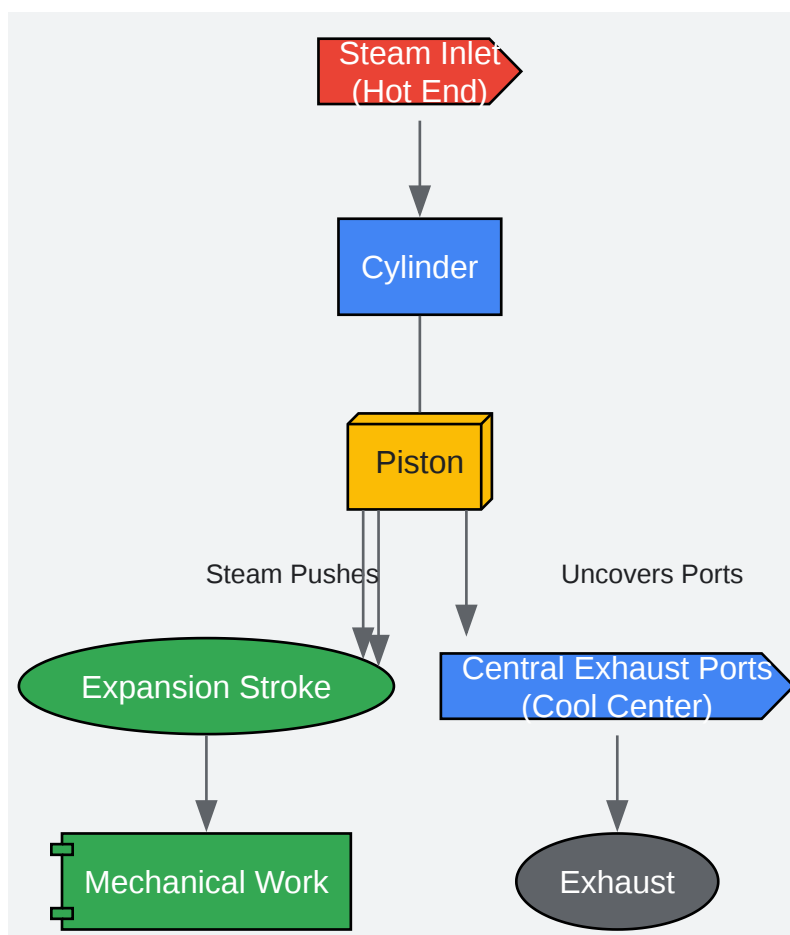 Steam Inlet
(Hot End)
Cylinder
Piston
Steam Pushes
Uncovers Ports
Expansion Stroke
Central Exhaust Ports
(Cool Center)
Mechanical Work
Exhaust